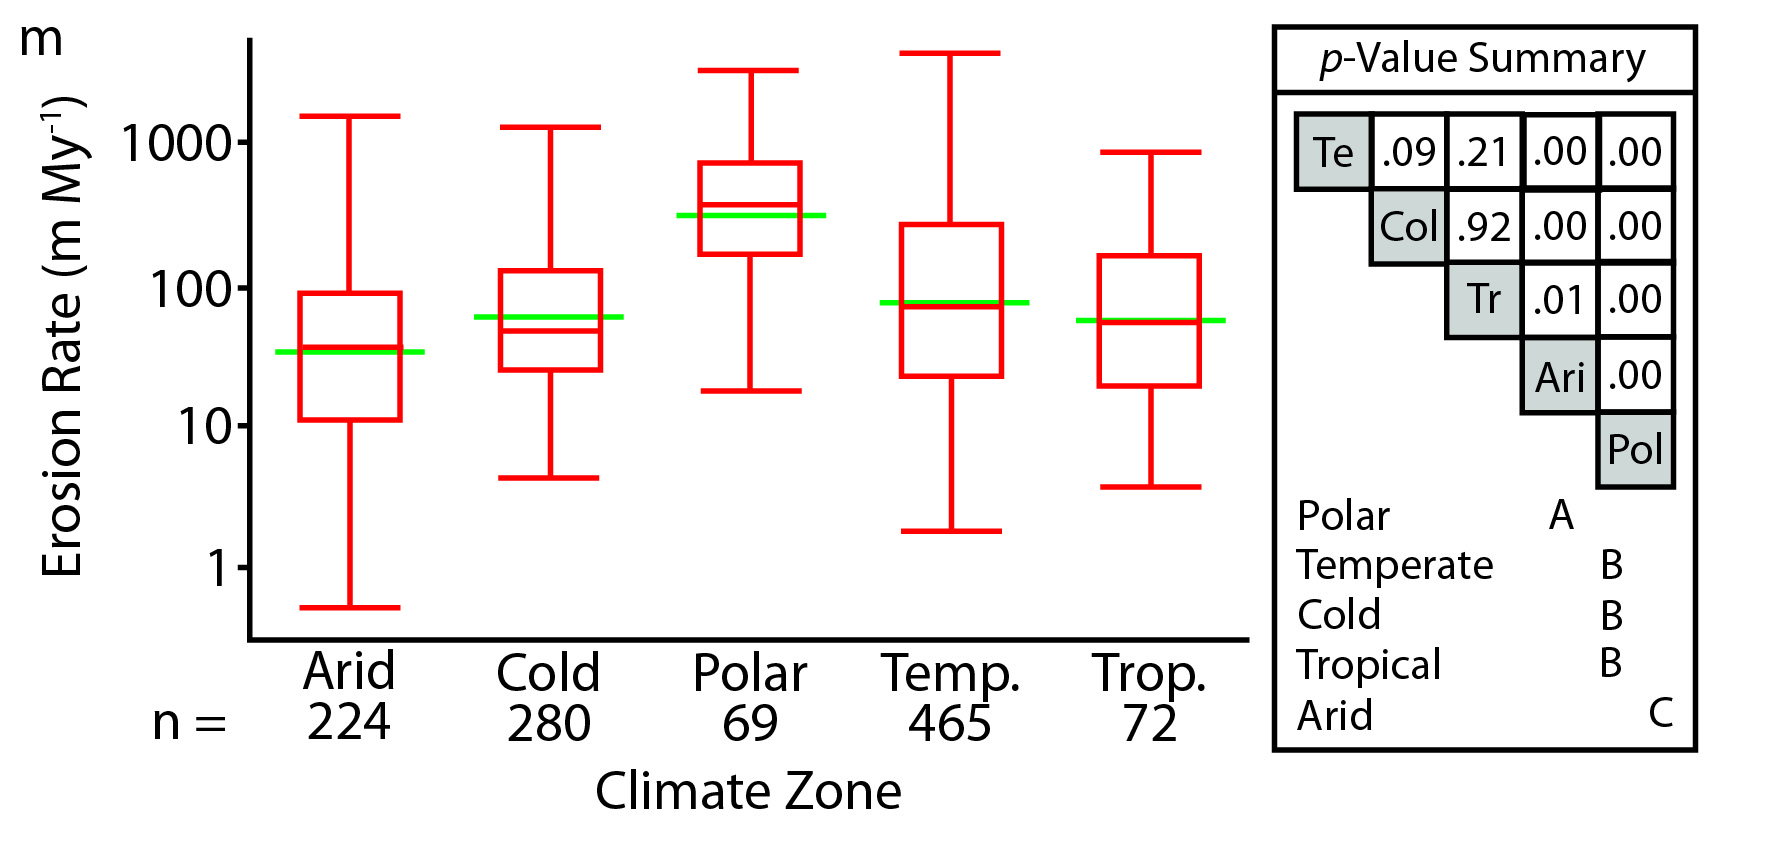 m
Erosion Rate (m My⁻¹)
1000
100
10
1
Arid Cold Polar Temp. Trop.
n = 224 280 69 465 72
Climate Zone
p-Value Summary
Te .09 .21 .00 .00
Col .92 .00 .00
Tr .01 .00
Ari .00
Pol
Polar A
Temperate B
Cold B
Tropical B
Arid C